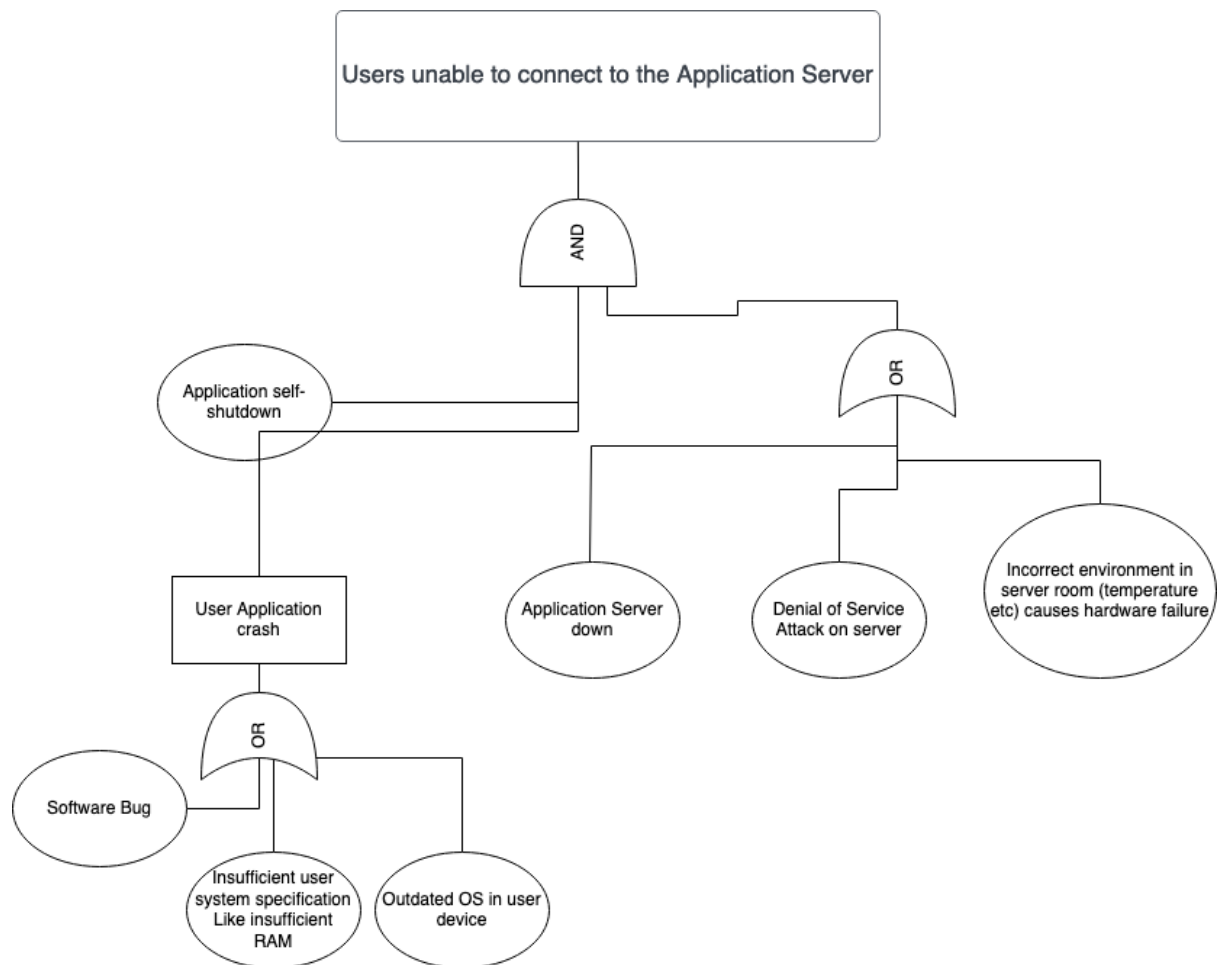 Users unable to connect to the Application Server
AND
OR
Application self-
shutdown
User Application
crash
Application Server
down
Denial of Service
Attack on server
Incorrect environment in
server room (temperature
etc) causes hardware failure
OR
Software Bug
Insufficient user
system specification
Like insufficient
RAM
Outdated OS in user
device